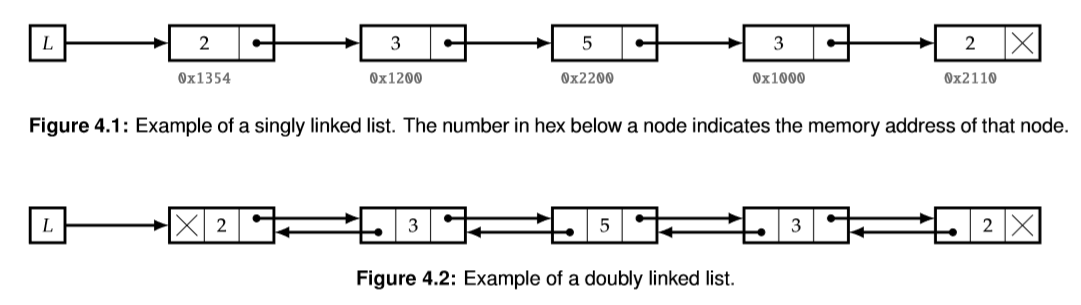 L 2 3 5 3 2
0x1354 0x1200 0x2200 0x1000 0x2110
Figure 4.1: Example of a singly linked list. The number in hex below a node indicates the memory address of that node.
L 2 3 5 3 2
Figure 4.2: Example of a doubly linked list.